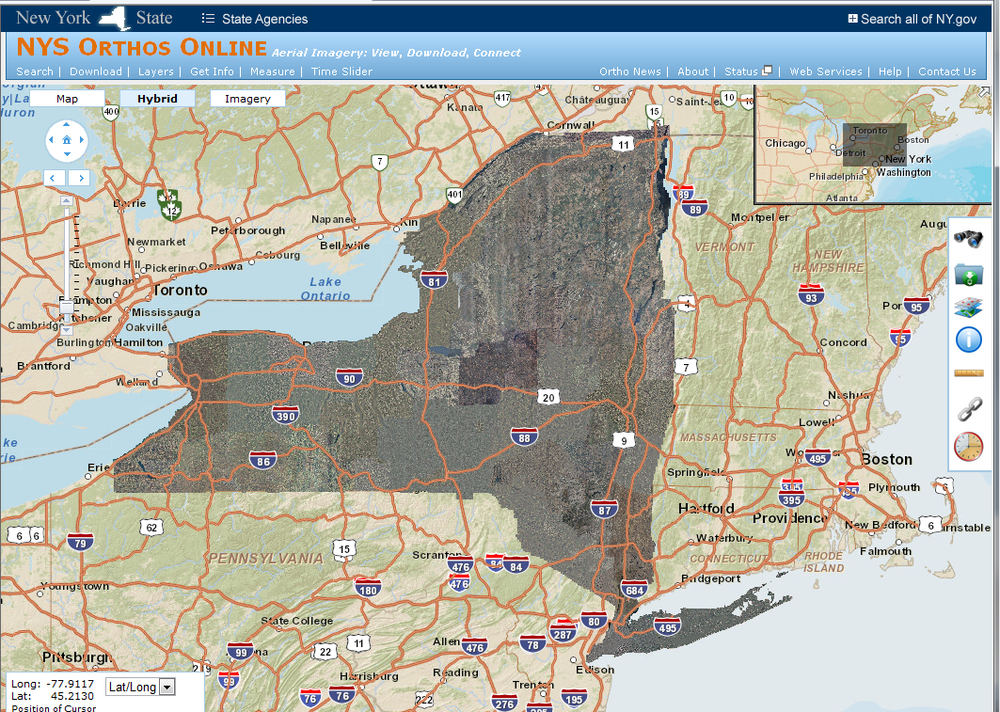 New York State
State Agencies
Search all of NY.gov
NYS ORTHOS ONLINE Aerial Imagery: View, Download, Connect
Search | Download | Layers | Get Info | Measure | Time Slider
Ortho News | About | Status | Web Services | Help | Contact Us
Map
Hybrid
Imagery
417
Kanata
Châteauguay
Saint-Je
10
15
400
Cornwall
11
7
401
Barrie
12
Peterborough
Napanee
Kin
Belleville
Newmarket
Cobourg
Richmond Hill
Pickering
Oshawa
Vaughan
Toronto
Lake
Ontario
81
Mississauga
Cambridge
Oakville
Burlington
Hamilton
Brantford
Welland
90
390
86
20
88
9
87
Erie
89
89
Montpelier
VERMONT
NEW
HAMPSHIRE
Augu
4
93
Por
95
95
Concord
7
Nashua
Lowell
MASSACHUSETTS
495
Boston
Springfield
395
Plymouth
6
Hartford
Providence
New Bedford
6
Waterbury
Falmouth
CONNECTICUT
RHODE
ISLAND
Bridgeport
684
495
6
6
79
62
15
PENNSYLVANIA
Scranton
476
84
84
476
180
Youngstown
State College
80
287
78
Allen
476
11
22
99
Pittsburgh
99
Harrisburg
Reading
Edison
Trenton
76
76
222
276
195
Toronto
Boston
Chicago
Detroit
New York
Philadelphia
Washington
Atlanta
Long: -77.9117
Lat: 45.2130
Lat/Long
Position of Cursor